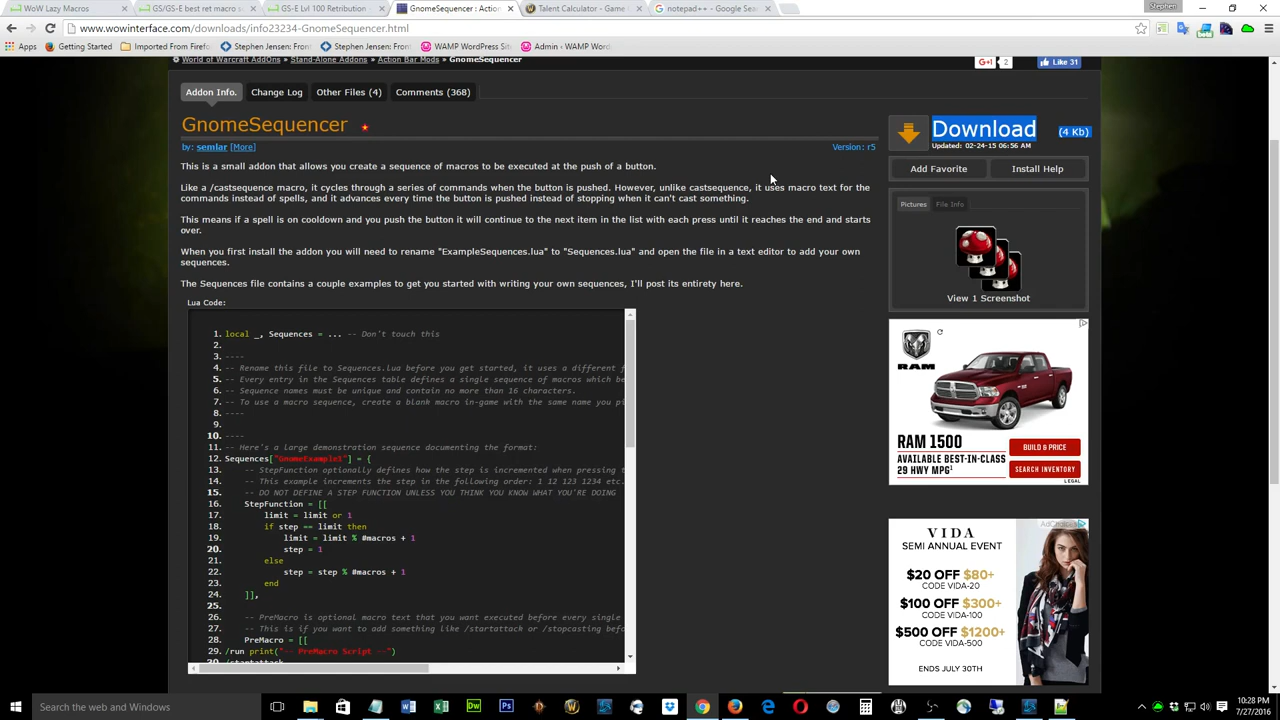 WoW Lazy Macros
GS/GS-E best ret macro s
GS-E Lvl 100 Retribution
GnomeSequencer : Action
Talent Calculator - Game
notepad++ - Google Sear
Stephen
www.wowinterface.com/downloads/info23234-GnomeSequencer.html
Apps
Getting Started
Imported From Firefo
Stephen Jensen: Front
Stephen Jensen: Front
WAMP WordPress Site
Admin ‹ WAMP Word
World of Warcraft AddOns » Stand-Alone Addons » Action Bar Mods » GnomeSequencer
G+1 2
Like 31
Addon Info.
Change Log
Other Files (4)
Comments (368)
GnomeSequencer
Download (4 Kb)
Updated: 02-24-15 06:56 AM
by: semlar [More]
Version: r5
Add Favorite
Install Help
This is a small addon that allows you create a sequence of macros to be executed at the push of a button.
Like a /castsequence macro, it cycles through a series of commands when the button is pushed. However, unlike castsequence, it uses macro text for the
commands instead of spells, and it advances every time the button is pushed instead of stopping when it can't cast something.
This means if a spell is on cooldown and you push the button it will continue to the next item in the list with each press until it reaches the end and starts
over.
When you first install the addon you will need to rename "ExampleSequences.lua" to "Sequences.lua" and open the file in a text editor to add your own
sequences.
The Sequences file contains a couple examples to get you started with writing your own sequences, I'll post its entirety here.
Pictures
File Info
View 1 Screenshot
Lua Code:
1. local _, Sequences = ... -- Don't touch this
2.
3. ----
4. -- Rename this file to Sequences.Lua before you get started, it uses a different f
5. -- Every entry in the Sequences table defines a single sequence of macros which be
6. -- Sequence names must be unique and contain no more than 16 characters.
7. -- To use a macro sequence, create a blank macro in-game with the same name you pi
8. ----
9.
10. ----
11. -- Here's a large demonstration sequence documenting the format:
12. Sequences["GnomeExample1"] = {
13. -- StepFunction optionally defines how the step is incremented when pressing t
14. -- This example increments the step in the following order: 1 12 123 1234 etc.
15. -- DO NOT DEFINE A STEP FUNCTION UNLESS YOU THINK YOU KNOW WHAT YOU'RE DOING
16. StepFunction = [[
17. limit = limit or 1
18. if step == limit then
19. limit = limit % #macros + 1
20. step = 1
21. else
22. step = step % #macros + 1
23. end
24. ]],
25.
26. -- PreMacro is optional macro text that you want executed before every single
27. -- This is if you want to add something like /startattack or /stopcasting befo
28. PreMacro = [[
29. /run print("-- PreMacro Script --")
30. /startattack
RAM
RAM 1500
AVAILABLE BEST-IN-CLASS
29 HWY MPG1
BUILD & PRICE
SEARCH INVENTORY
LEGAL
AdChoices
VIDA
SEMI ANNUAL EVENT
$20 OFF $80+
CODE VIDA-20
$100 OFF $300+
CODE VIDA-100
$500 OFF $1200+
CODE VIDA-500
ENDS JULY 30TH
Search the web and Windows
10:28 PM
7/27/2016